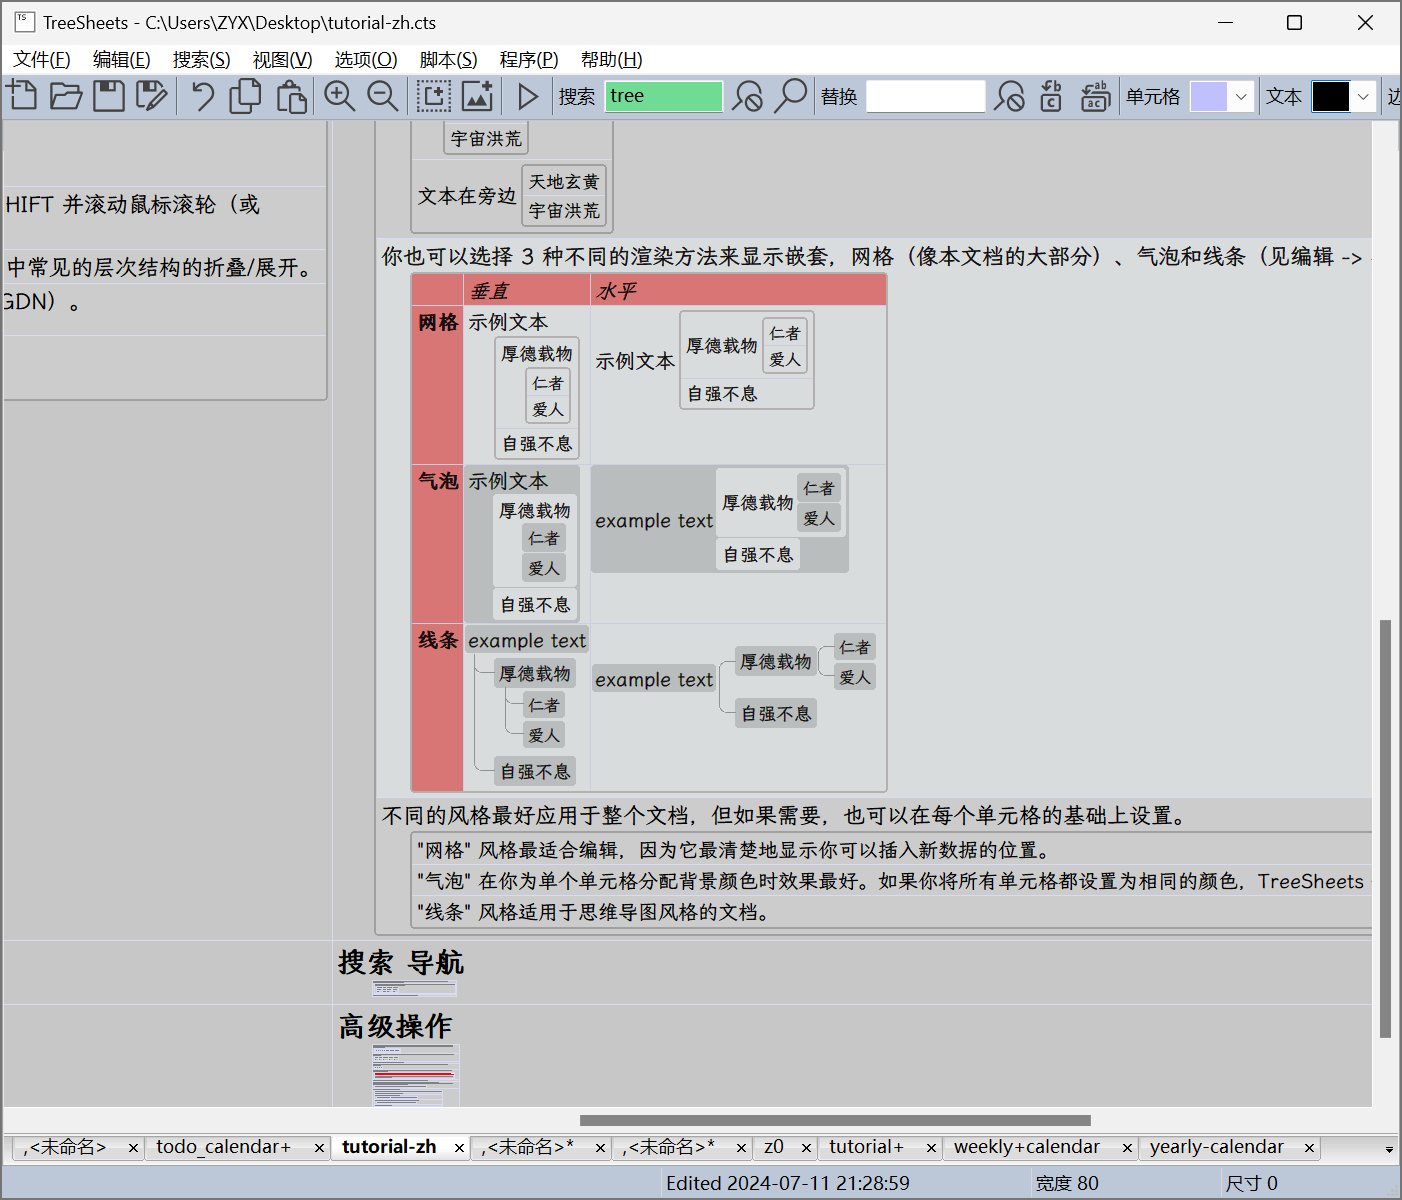 TreeSheets - C:\Users\ZYX\Desktop\tutorial-zh.cts
文件(F) 编辑(E) 搜索(S) 视图(V) 选项(O) 脚本(S) 程序(P) 帮助(H)
搜索 tree 替换 单元格 文本 边
宇宙洪荒
文本在旁边 天地玄黄
宇宙洪荒
HIFT 并滚动鼠标滚轮（或
中常见的层次结构的折叠/展开。
GDN）。
你也可以选择 3 种不同的渲染方法来显示嵌套，网格（像本文档的大部分）、气泡和线条（见编辑 ->
垂直 水平
网格 示例文本
厚德载物
仁者
爱人
自强不息
示例文本 厚德载物 仁者
爱人
自强不息
气泡 示例文本
厚德载物
仁者
爱人
自强不息
example text 厚德载物 仁者
爱人
自强不息
线条 example text
厚德载物
仁者
爱人
自强不息
example text 厚德载物 仁者
爱人
自强不息
不同的风格最好应用于整个文档，但如果需要，也可以在每个单元格的基础上设置。
"网格" 风格最适合编辑，因为它最清楚地显示你可以插入新数据的位置。
"气泡" 在你为单个单元格分配背景颜色时效果最好。如果你将所有单元格都设置为相同的颜色，TreeSheets
"线条" 风格适用于思维导图风格的文档。
搜索 导航
高级操作
,<未命名> × todo_calendar+ × tutorial-zh × ,<未命名>* × ,<未命名>* × z0 × tutorial+ × weekly+calendar × yearly-calendar ×
Edited 2024-07-11 21:28:59 宽度 80 尺寸 0